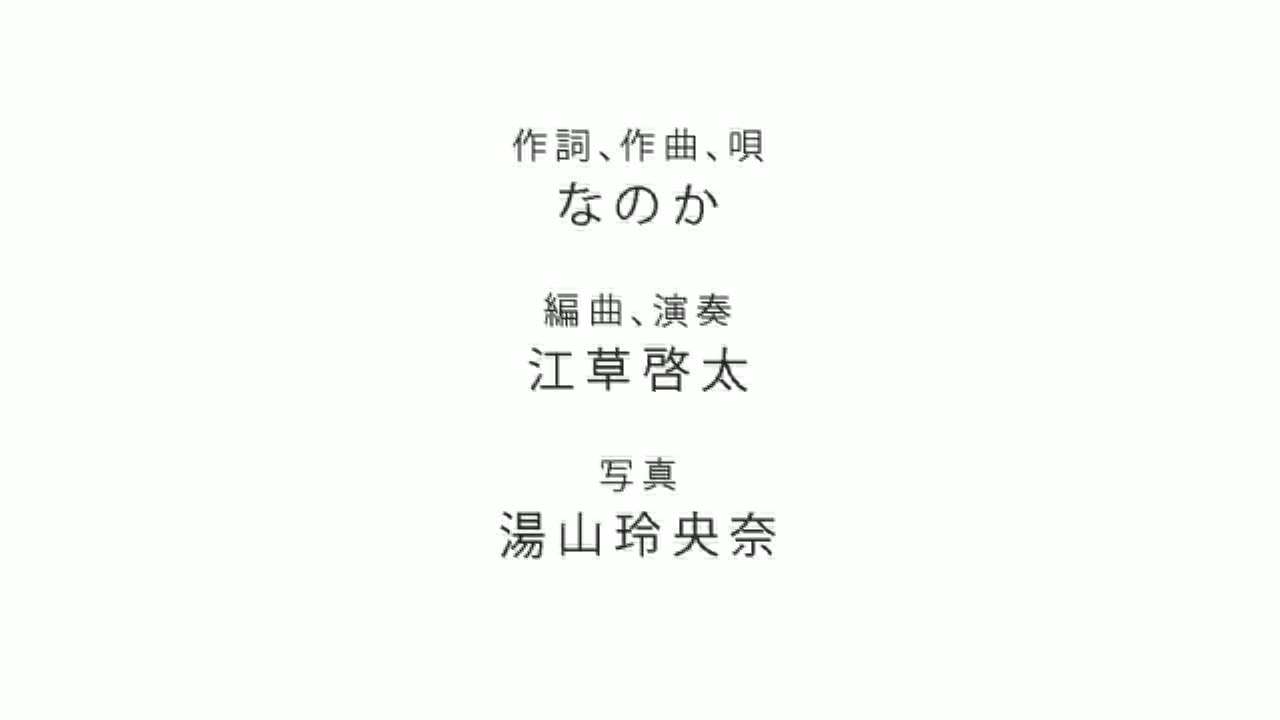 作詞、作曲、唄
なのか
編曲、演奏
江草啓太
写真
湯山玲央奈